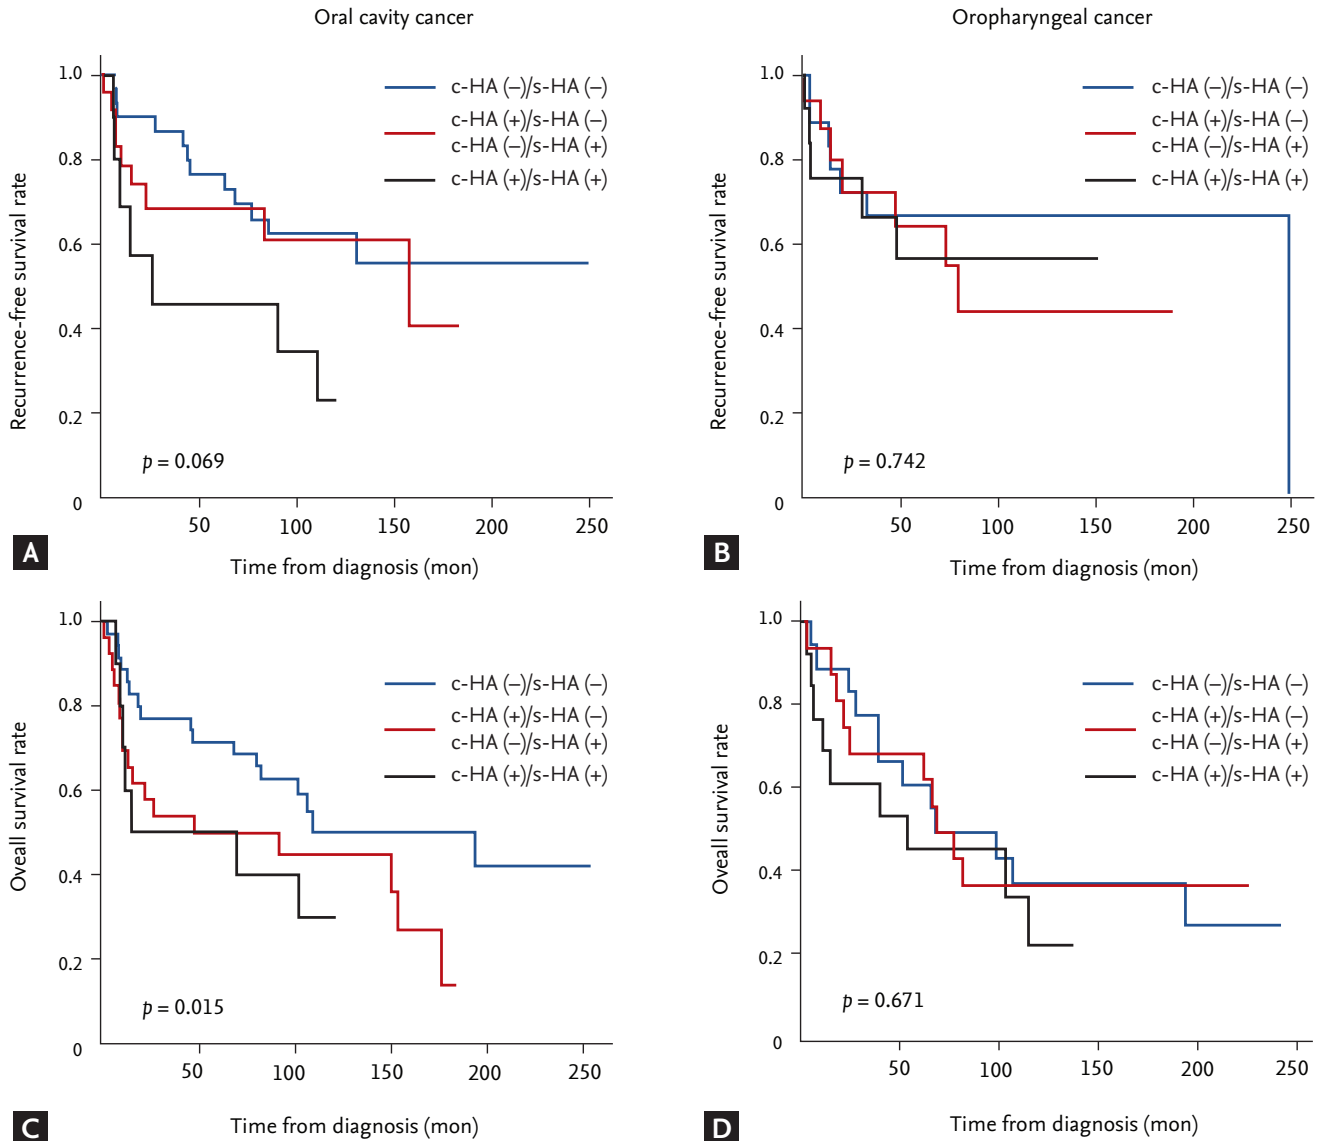 Oral cavity cancer
Oropharyngeal cancer
Recurrence-free survival rate
1.0
0.8
0.6
0.4
0.2
0
c-HA (–)/s-HA (–)
c-HA (+)/s-HA (–)
c-HA (–)/s-HA (+)
c-HA (+)/s-HA (+)
p = 0.069
50 100 150 200 250
Time from diagnosis (mon)
A
Recurrence-free survival rate
1.0
0.8
0.6
0.4
0.2
0
c-HA (–)/s-HA (–)
c-HA (+)/s-HA (–)
c-HA (–)/s-HA (+)
c-HA (+)/s-HA (+)
p = 0.742
50 100 150 200 250
Time from diagnosis (mon)
B
Oveall survival rate
1.0
0.8
0.6
0.4
0.2
0
c-HA (–)/s-HA (–)
c-HA (+)/s-HA (–)
c-HA (–)/s-HA (+)
c-HA (+)/s-HA (+)
p = 0.015
50 100 150 200 250
Time from diagnosis (mon)
C
Oveall survival rate
1.0
0.8
0.6
0.4
0.2
0
c-HA (–)/s-HA (–)
c-HA (+)/s-HA (–)
c-HA (–)/s-HA (+)
c-HA (+)/s-HA (+)
p = 0.671
50 100 150 200 250
Time from diagnosis (mon)
D